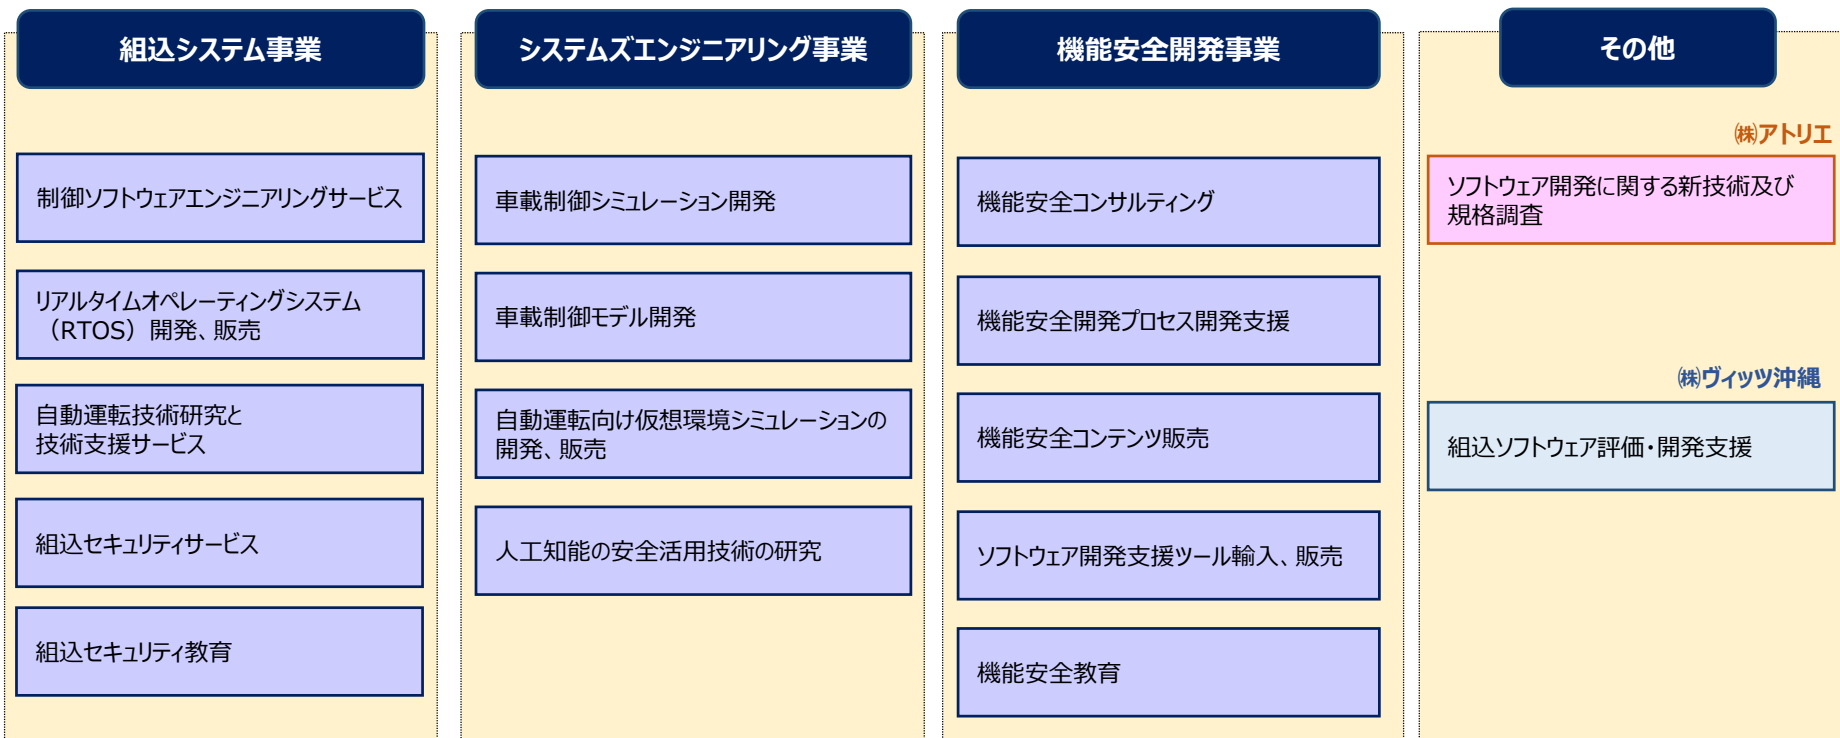 組込システム事業
制御ソフトウェアエンジニアリングサービス
リアルタイムオペレーティングシステム
（RTOS）開発、販売
自動運転技術研究と
技術支援サービス
組込セキュリティサービス
組込セキュリティ教育
システムズエンジニアリング事業
車載制御シミュレーション開発
車載制御モデル開発
自動運転向け仮想環境シミュレーションの
開発、販売
人工知能の安全活用技術の研究
機能安全開発事業
機能安全コンサルティング
機能安全開発プロセス開発支援
機能安全コンテンツ販売
ソフトウェア開発支援ツール輸入、販売
機能安全教育
その他
㈱アトリエ
ソフトウェア開発に関する新技術及び
規格調査
㈱ヴィッツ沖縄
組込ソフトウェア評価・開発支援